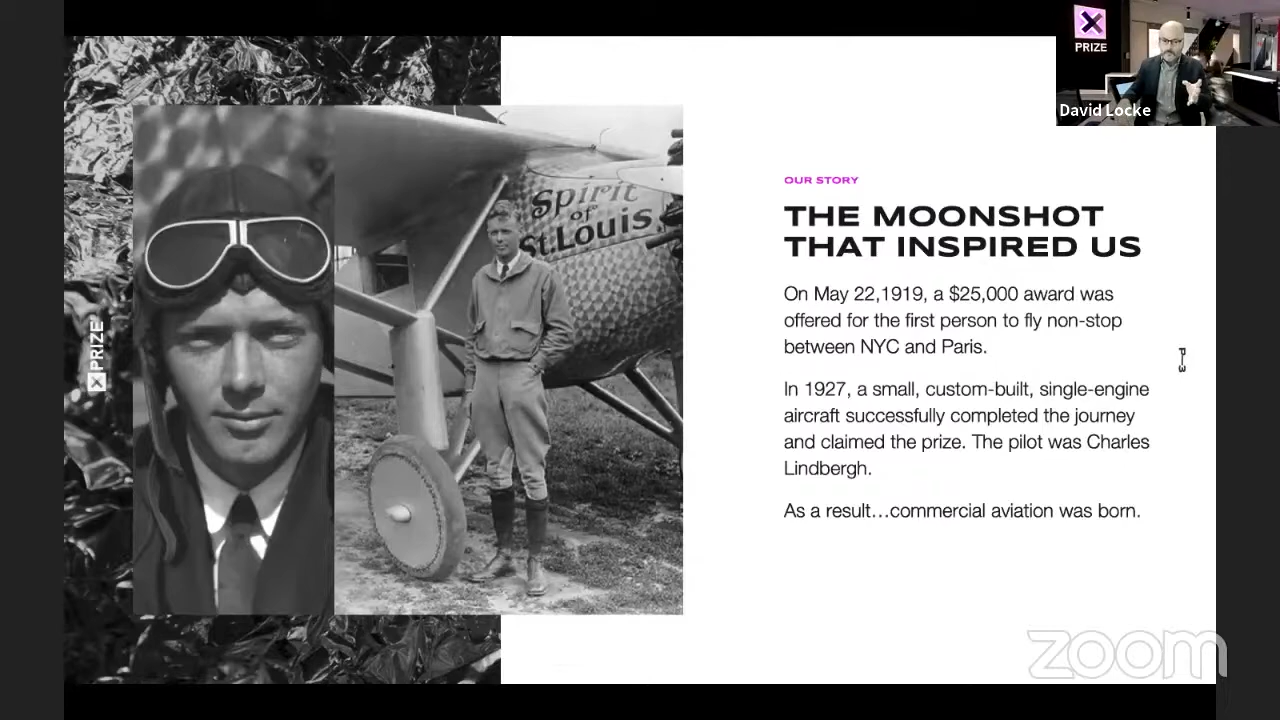 PRIZE
David Locke
Spirit
of
St.Louis.
OUR STORY
THE MOONSHOT
THAT INSPIRED US
On May 22,1919, a $25,000 award was
offered for the first person to fly non-stop
between NYC and Paris.
In 1927, a small, custom-built, single-engine
aircraft successfully completed the journey
and claimed the prize. The pilot was Charles
Lindbergh.
As a result…commercial aviation was born.
XPRIZE
P—3
zoom